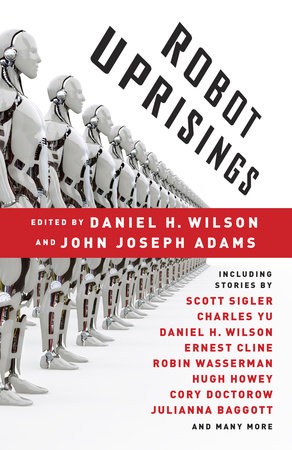 ROBOT
UPRISINGS
EDITED BY DANIEL H. WILSON
AND JOHN JOSEPH ADAMS
INCLUDING
STORIES BY
SCOTT SIGLER
CHARLES YU
DANIEL H. WILSON
ERNEST CLINE
ROBIN WASSERMAN
HUGH HOWEY
CORY DOCTOROW
JULIANNA BAGGOTT
AND MANY MORE